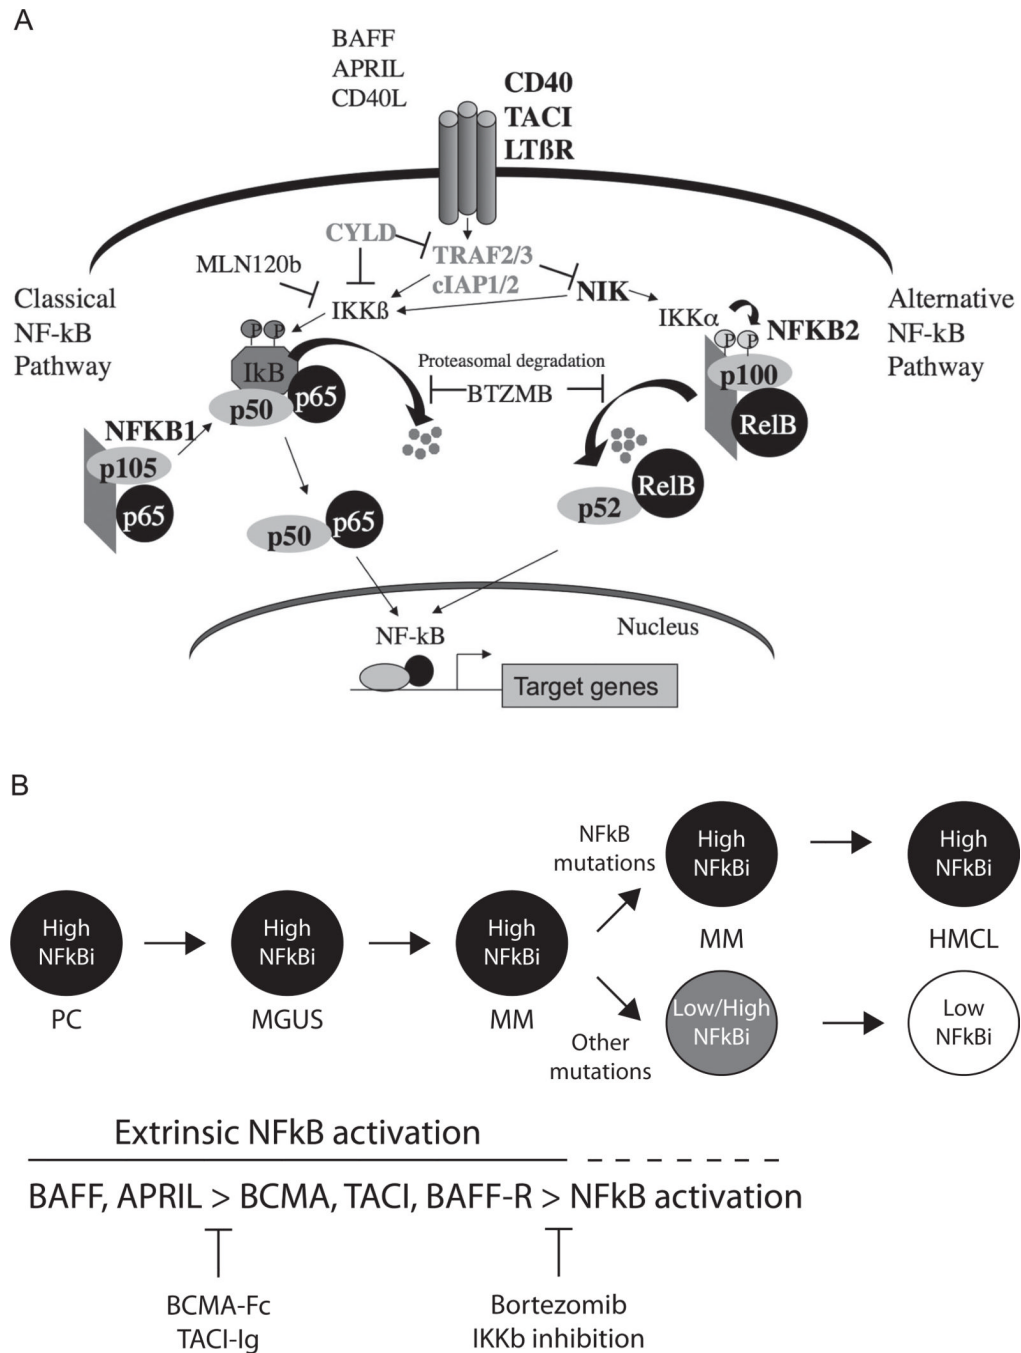 A
BAFF
APRIL
CD40L
CD40
TACI
LTßR
CYLD
TRAF2/3
cIAP1/2
MLN120b
Classical
NF-kB
Pathway
IKKß
NIK
IKKα
NFKB2
Alternative
NF-kB
Pathway
P P
IkB
p50
p65
Proteasomal degradation
BTZMB
P P
p100
RelB
NFKB1
p105
p65
p50
p65
p52
RelB
NF-kB
Nucleus
Target genes
B
High
NFkBi
PC
High
NFkBi
MGUS
High
NFkBi
MM
NFkB
mutations
High
NFkBi
MM
High
NFkBi
HMCL
Other
mutations
Low/High
NFkBi
Low
NFkBi
Extrinsic NFkB activation
BAFF, APRIL > BCMA, TACI, BAFF-R > NFkB activation
BCMA-Fc
TACI-Ig
Bortezomib
IKKb inhibition